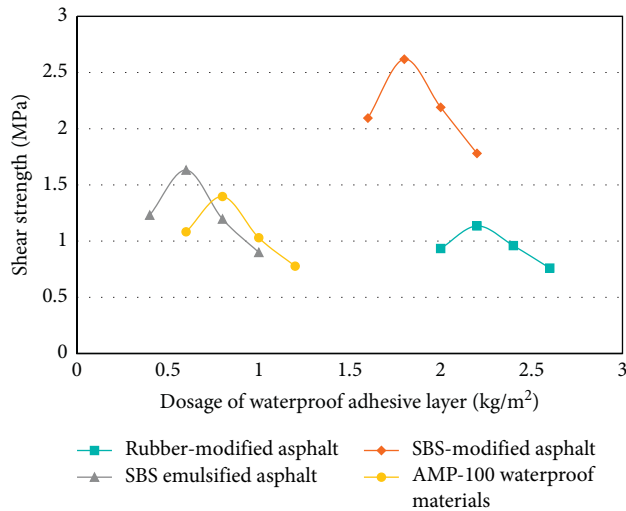 3
2.5
2
1.5
1
0.5
0
Shear strength (MPa)
0
0.5
1
1.5
2
2.5
3
Dosage of waterproof adhesive layer (kg/m²)
Rubber-modified asphalt
SBS emulsified asphalt
SBS-modified asphalt
AMP-100 waterproof
materials